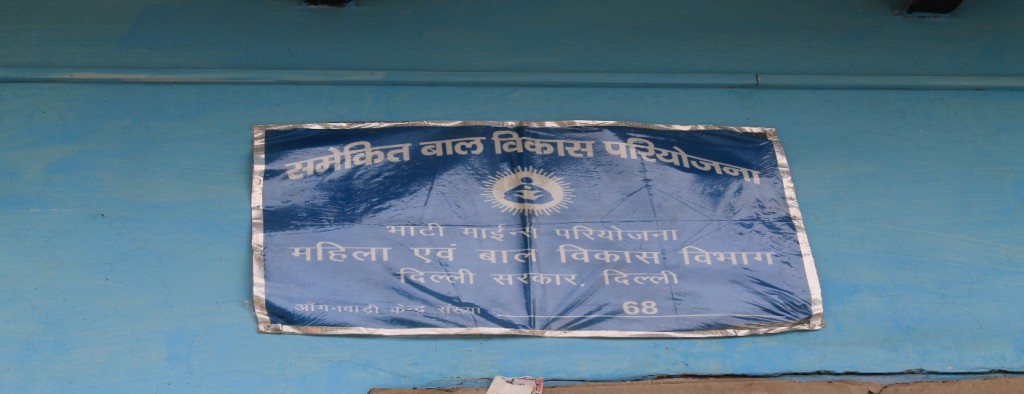 समेकित बाल विकास परियोजना
भाटी माईन्स परियोजना
महिला एवं बाल विकास विभाग
दिल्ली सरकार, दिल्ली
आँगनवाडी केन्द्र संख्या 68